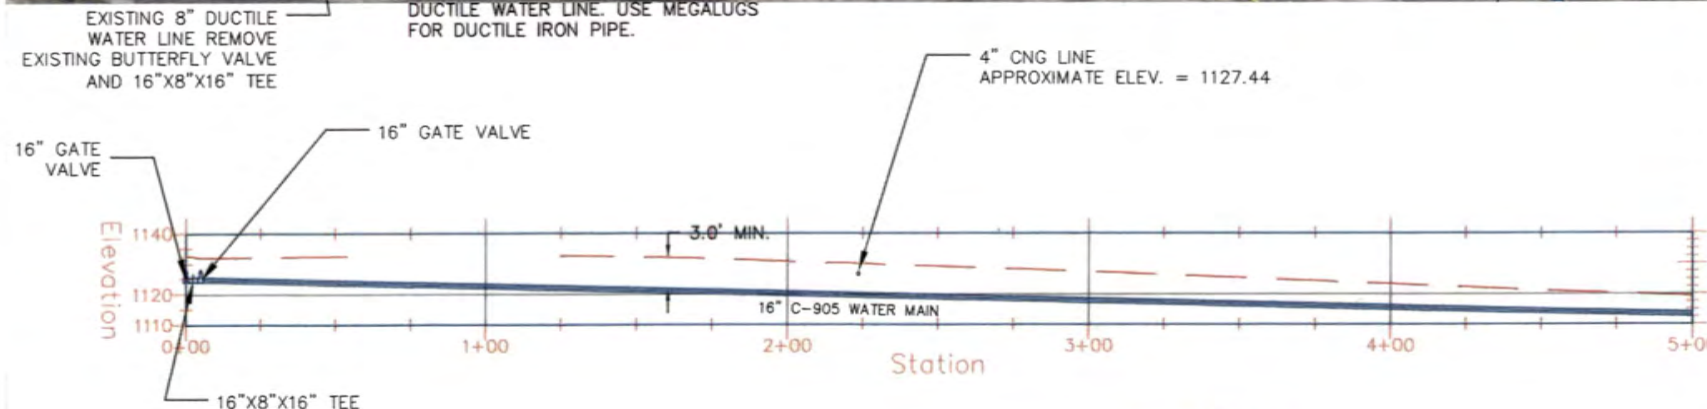 EXISTING 8" DUCTILE
WATER LINE REMOVE
EXISTING BUTTERFLY VALVE
AND 16"X8"X16" TEE
DUCTILE WATER LINE. USE MEGALUGS
FOR DUCTILE IRON PIPE.
4" CNG LINE
APPROXIMATE ELEV. = 1127.44
16" GATE VALVE
16" GATE
VALVE
Elevation
1140
1120
1110
3.0' MIN.
16" C-905 WATER MAIN
0+00
1+00
2+00
3+00
4+00
5+0
Station
16"X8"X16" TEE